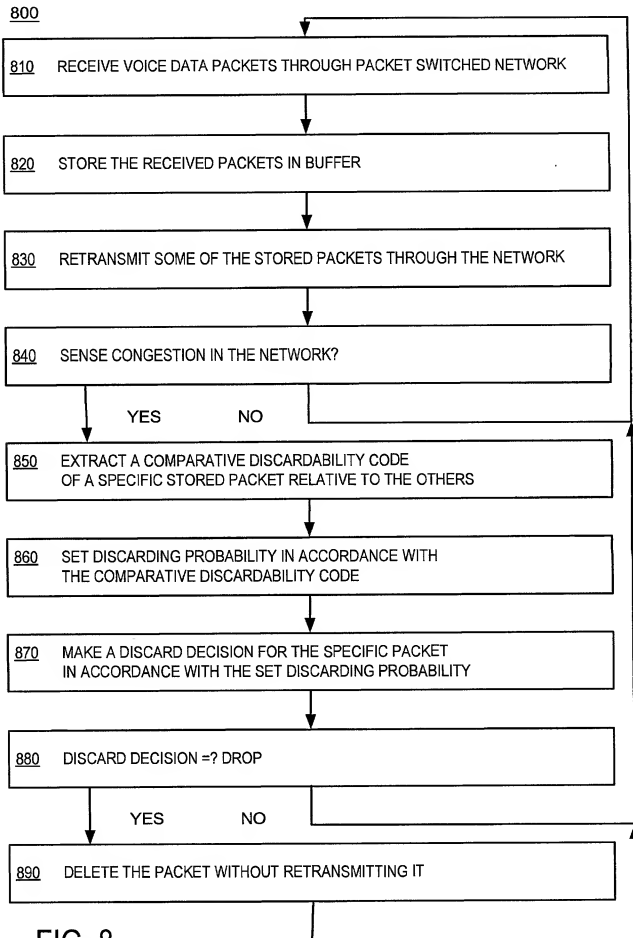 800
810 RECEIVE VOICE DATA PACKETS THROUGH PACKET SWITCHED NETWORK
820 STORE THE RECEIVED PACKETS IN BUFFER
830 RETRANSMIT SOME OF THE STORED PACKETS THROUGH THE NETWORK
840 SENSE CONGESTION IN THE NETWORK?
YES NO
850 EXTRACT A COMPARATIVE DISCARDABILITY CODE
OF A SPECIFIC STORED PACKET RELATIVE TO THE OTHERS
860 SET DISCARDING PROBABILITY IN ACCORDANCE WITH
THE COMPARATIVE DISCARDABILITY CODE
870 MAKE A DISCARD DECISION FOR THE SPECIFIC PACKET
IN ACCORDANCE WITH THE SET DISCARDING PROBABILITY
880 DISCARD DECISION =? DROP
YES NO
890 DELETE THE PACKET WITHOUT RETRANSMITTING IT
FIG. 8